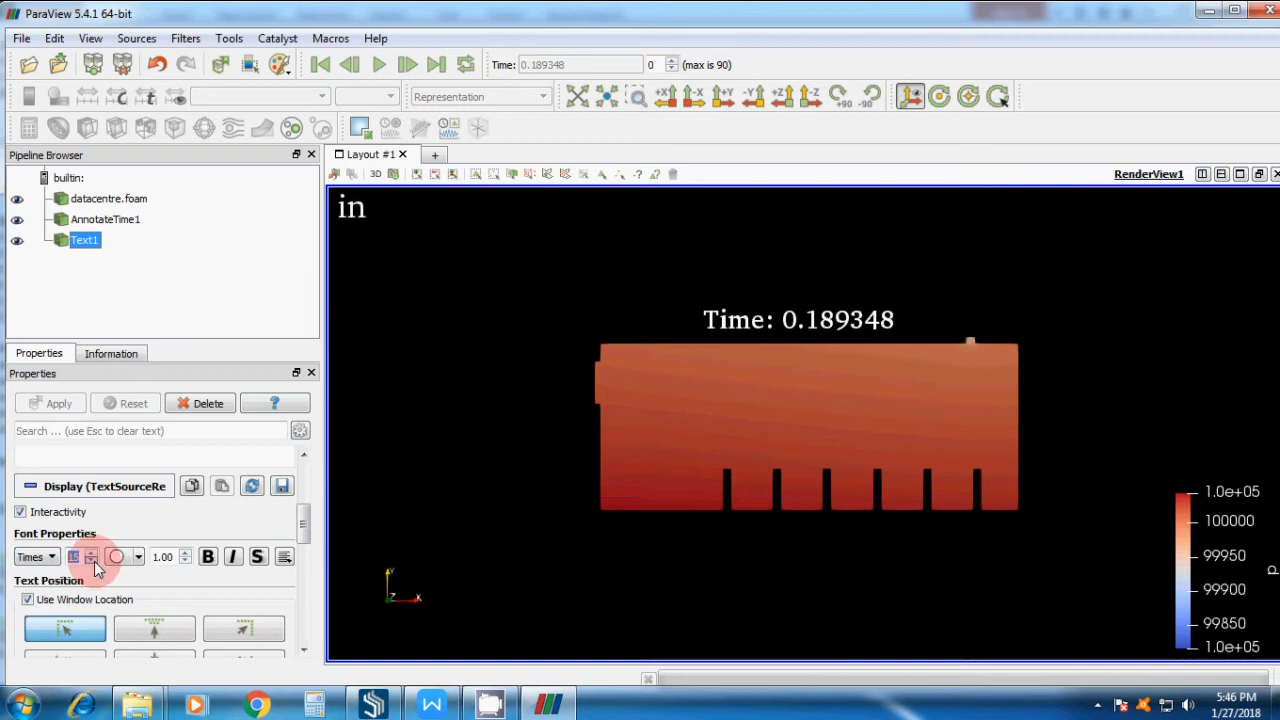 ParaView 5.4.1 64-bit
File Edit View Sources Filters Tools Catalyst Macros Help
Time: 0.189348 0 (max is 90)
Representation +X -X +Y -Y +Z -Z +90 -90
Pipeline Browser
Layout #1
3D
RenderView1
builtin:
datacentre.foam
AnnotateTime1
Text1
in
Time: 0.189348
Properties Information
Properties
Apply Reset Delete ?
Search ... (use Esc to clear text)
Display (TextSourceRe
Interactivity
Font Properties
Times 1.00 B I S
Text Position
Use Window Location
Y
Z X
1.0e+05
100000
99950
99900
99850
1.0e+05
p
5:46 PM
1/27/2018